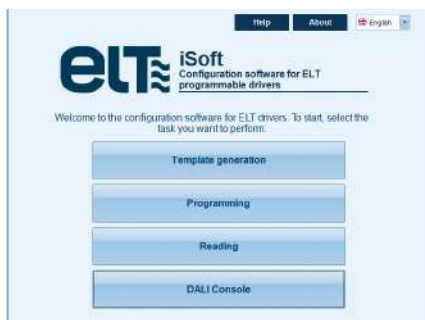 Help About English
eLT iSoft
Configuration software for ELT
programmable drivers
Welcome to the configuration software for ELT drivers. To start, select the
task you want to perform:
Template generation
Programming
Reading
DALI Console